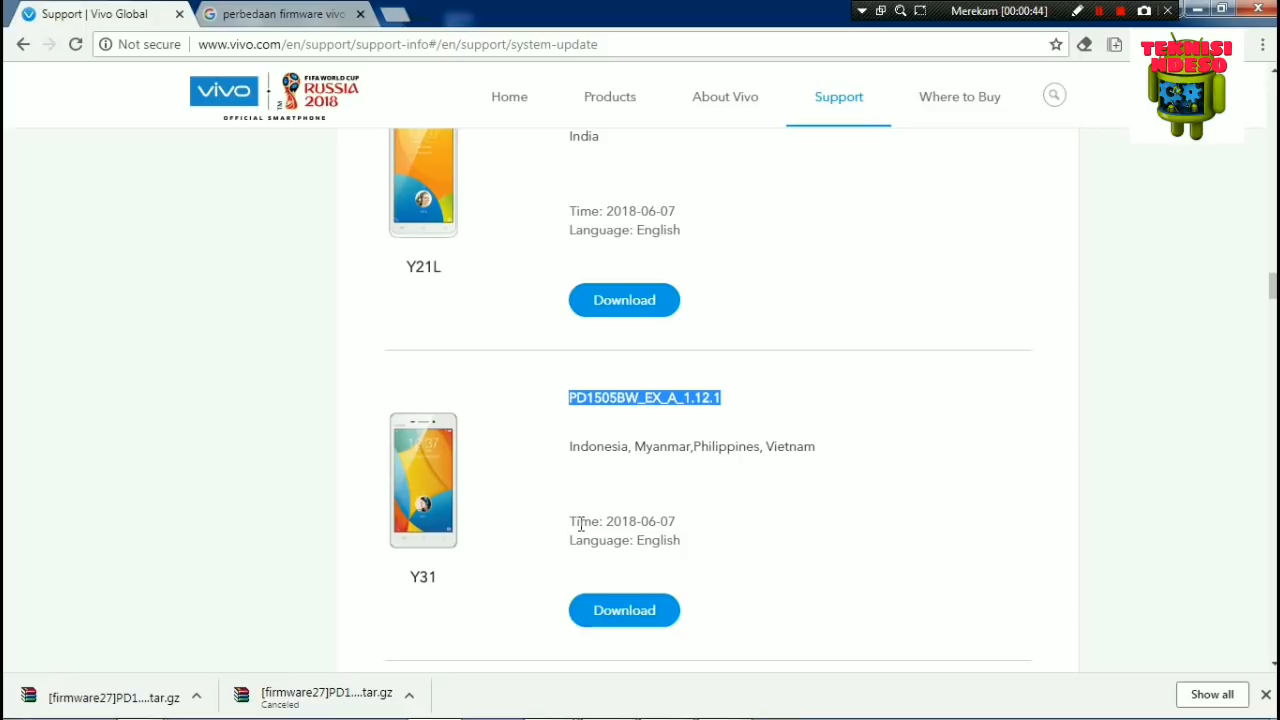 Support | Vivo Global
perbedaan firmware vivo
Merekam [00:00:44]
Not secure
www.vivo.com/en/support/support-info#/en/support/system-update
TEKNISI
NDESO
vivo
FIFA WORLD CUP
RUSSIA
2018
TM
OFFICIAL SMARTPHONE
Home
Products
About Vivo
Support
Where to Buy
India
Time: 2018-06-07
Language: English
Y21L
Download
PD1505BW_EX_A_1.12.1
Indonesia, Myanmar,Philippines, Vietnam
Time: 2018-06-07
Language: English
Y31
Download
[firmware27]PD1....tar.gz
[firmware27]PD1....tar.gz
Canceled
Show all